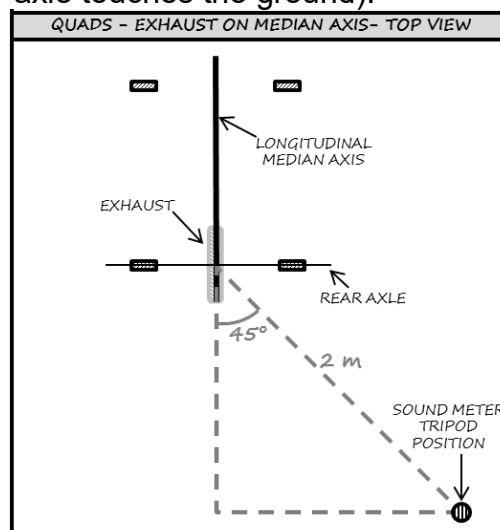 axle touches the ground).
QUADS - EXHAUST ON MEDIAN AXIS- TOP VIEW
LONGITUDINAL
MEDIAN AXIS
EXHAUST
REAR AXLE
45°
2 m
SOUND METER
TRIPOD
POSITION